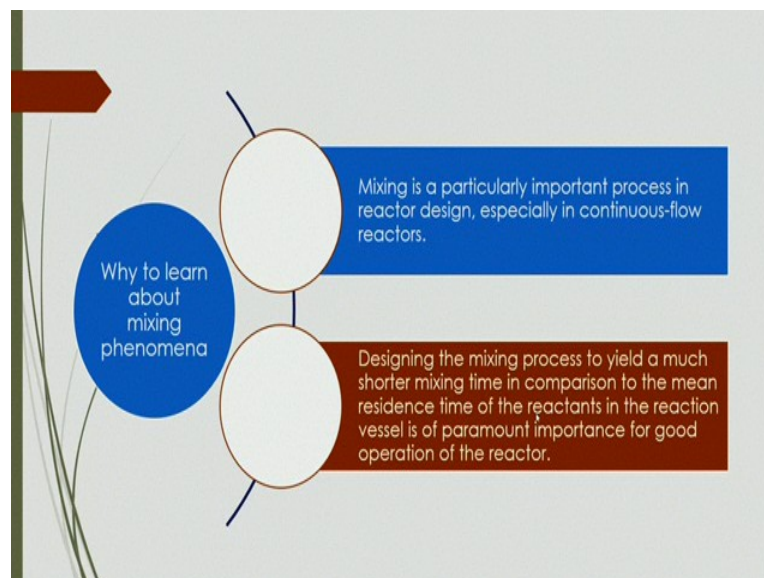 Why to learn
about
mixing
phenomena
Mixing is a particularly important process in
reactor design, especially in continuous-flow
reactors.
Designing the mixing process to yield a much
shorter mixing time in comparison to the mean
residence time of the reactants in the reaction
vessel is of paramount importance for good
operation of the reactor.